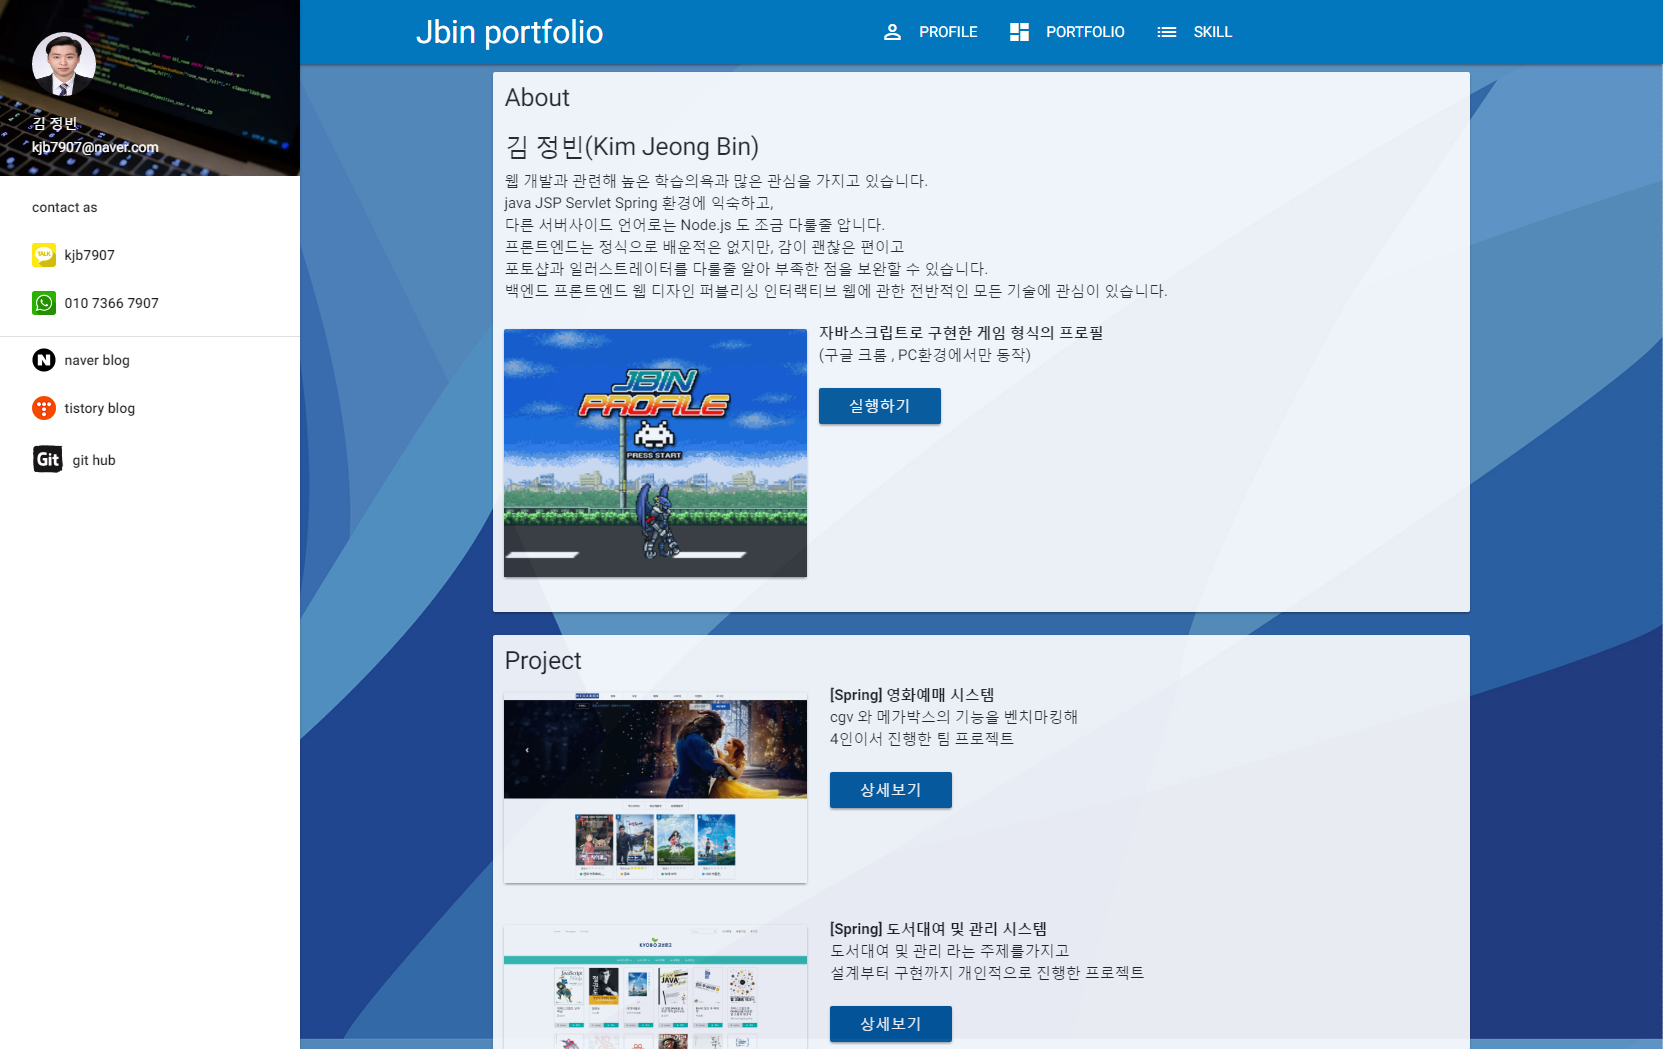 김 정빈
kjb7907@naver.com
contact as
TALK
kjb7907
010 7366 7907
N
naver blog
tistory blog
Git
git hub
Jbin portfolio
PROFILE
PORTFOLIO
SKILL
About
김 정빈(Kim Jeong Bin)
웹 개발과 관련해 높은 학습의욕과 많은 관심을 가지고 있습니다.
java JSP Servlet Spring 환경에 익숙하고,
다른 서버사이드 언어로는 Node.js 도 조금 다룰줄 압니다.
프론트엔드는 정식으로 배운적은 없지만, 감이 괜찮은 편이고
포토샵과 일러스트레이터를 다룰줄 알아 부족한 점을 보완할 수 있습니다.
백엔드 프론트엔드 웹 디자인 퍼블리싱 인터랙티브 웹에 관한 전반적인 모든 기술에 관심이 있습니다.
JBIN
PROFILE
PRESS START
자바스크립트로 구현한 게임 형식의 프로필
(구글 크롬 , PC환경에서만 동작)
실행하기
Project
[Spring] 영화예매 시스템
cgv 와 메가박스의 기능을 벤치마킹해
4인이서 진행한 팀 프로젝트
상세보기
KYOBO
JavaScript
JAVA
[Spring] 도서대여 및 관리 시스템
도서대여 및 관리 라는 주제를가지고
설계부터 구현까지 개인적으로 진행한 프로젝트
상세보기